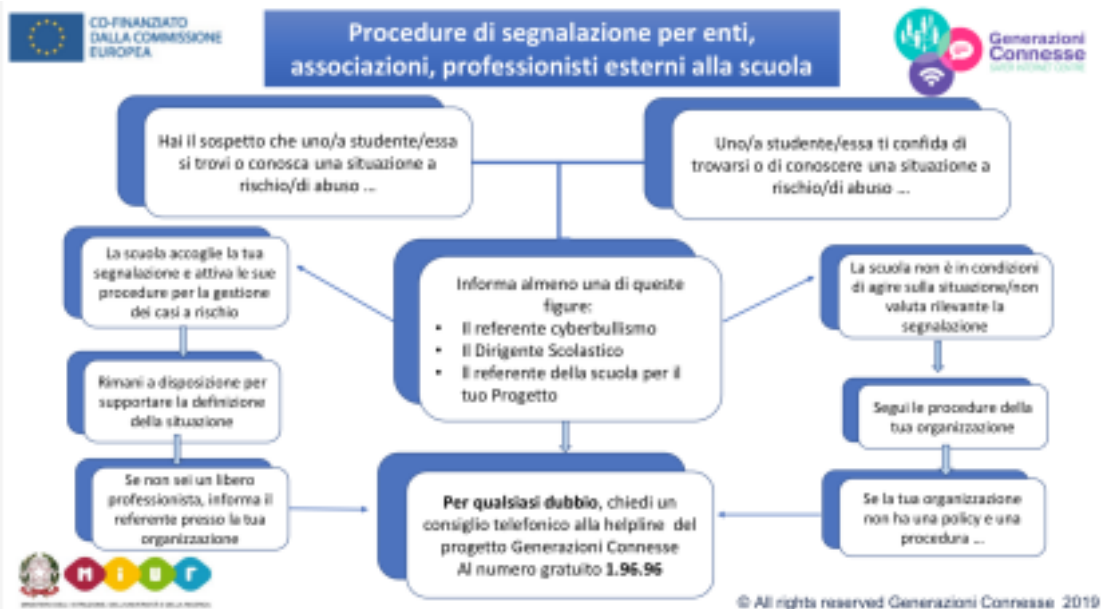 CO-FINANZIATO
DALLA COMMISSIONE
EUROPEA
Procedure di segnalazione per enti,
associazioni, professionisti esterni alla scuola
Generazioni
Connesse
SAFER INTERNET CENTRE
Hai il sospetto che uno/a studente/essa
si trovi o conosca una situazione a
rischio/di abuso ...
Uno/a studente/essa ti confida di
trovarsi o di conoscere una situazione a
rischio/di abuso ...
La scuola accoglie la tua
segnalazione e attiva le sue
procedure per la gestione
dei casi a rischio
Informa almeno una di queste
figure:
• Il referente cyberbullismo
• Il Dirigente Scolastico
• Il referente della scuola per il
tuo Progetto
La scuola non è in condizioni
di agire sulla situazione/non
valuta rilevante la
segnalazione
Rimani a disposizione per
supportare la definizione
della situazione
Segui le procedure della
tua organizzazione
Se non sei un libero
professionista, informa il
referente presso la tua
organizzazione
Per qualsiasi dubbio, chiedi un
consiglio telefonico alla helpline del
progetto Generazioni Connesse
Al numero gratuito 1.96.96
Se la tua organizzazione
non ha una policy e una
procedura ...
MIUR
© All rights reserved Generazioni Connesse 2019